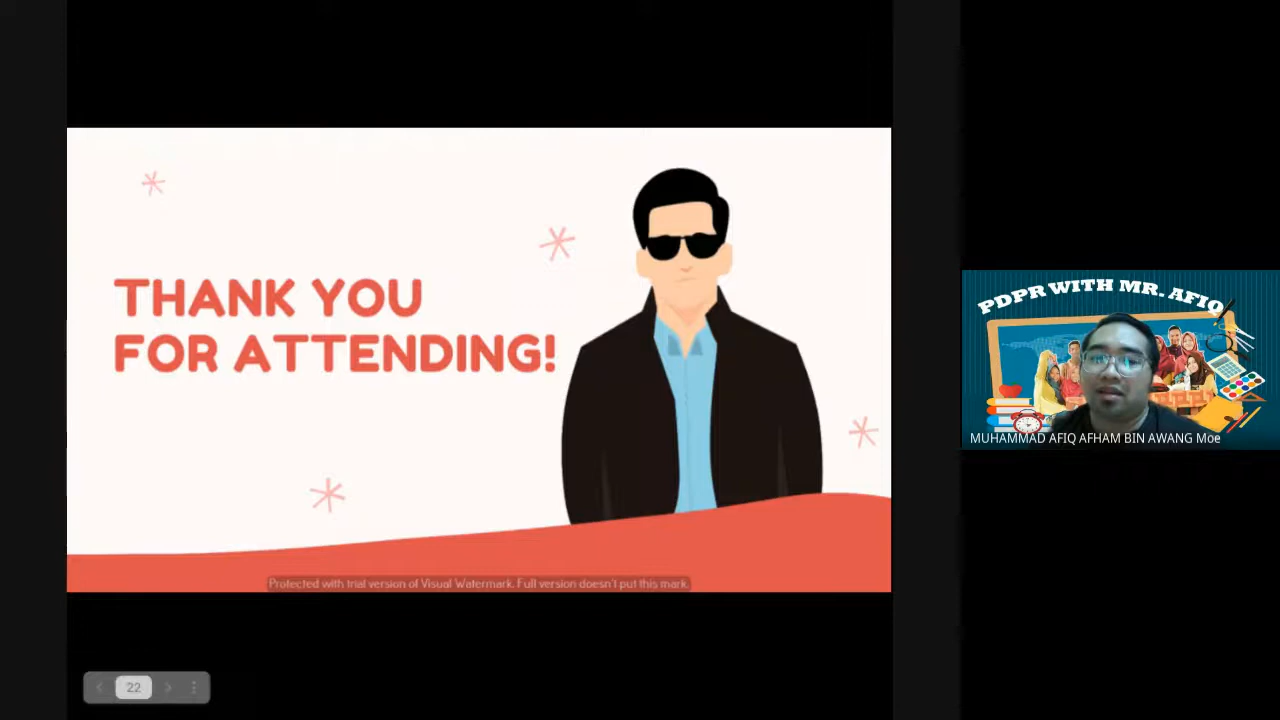 THANK YOU
FOR ATTENDING!
Protected with trial version of Visual Watermark. Full version doesn't put this mark.
22
PDPR WITH MR. AFIQ
MUHAMMAD AFIQ AFHAM BIN AWANG Moe